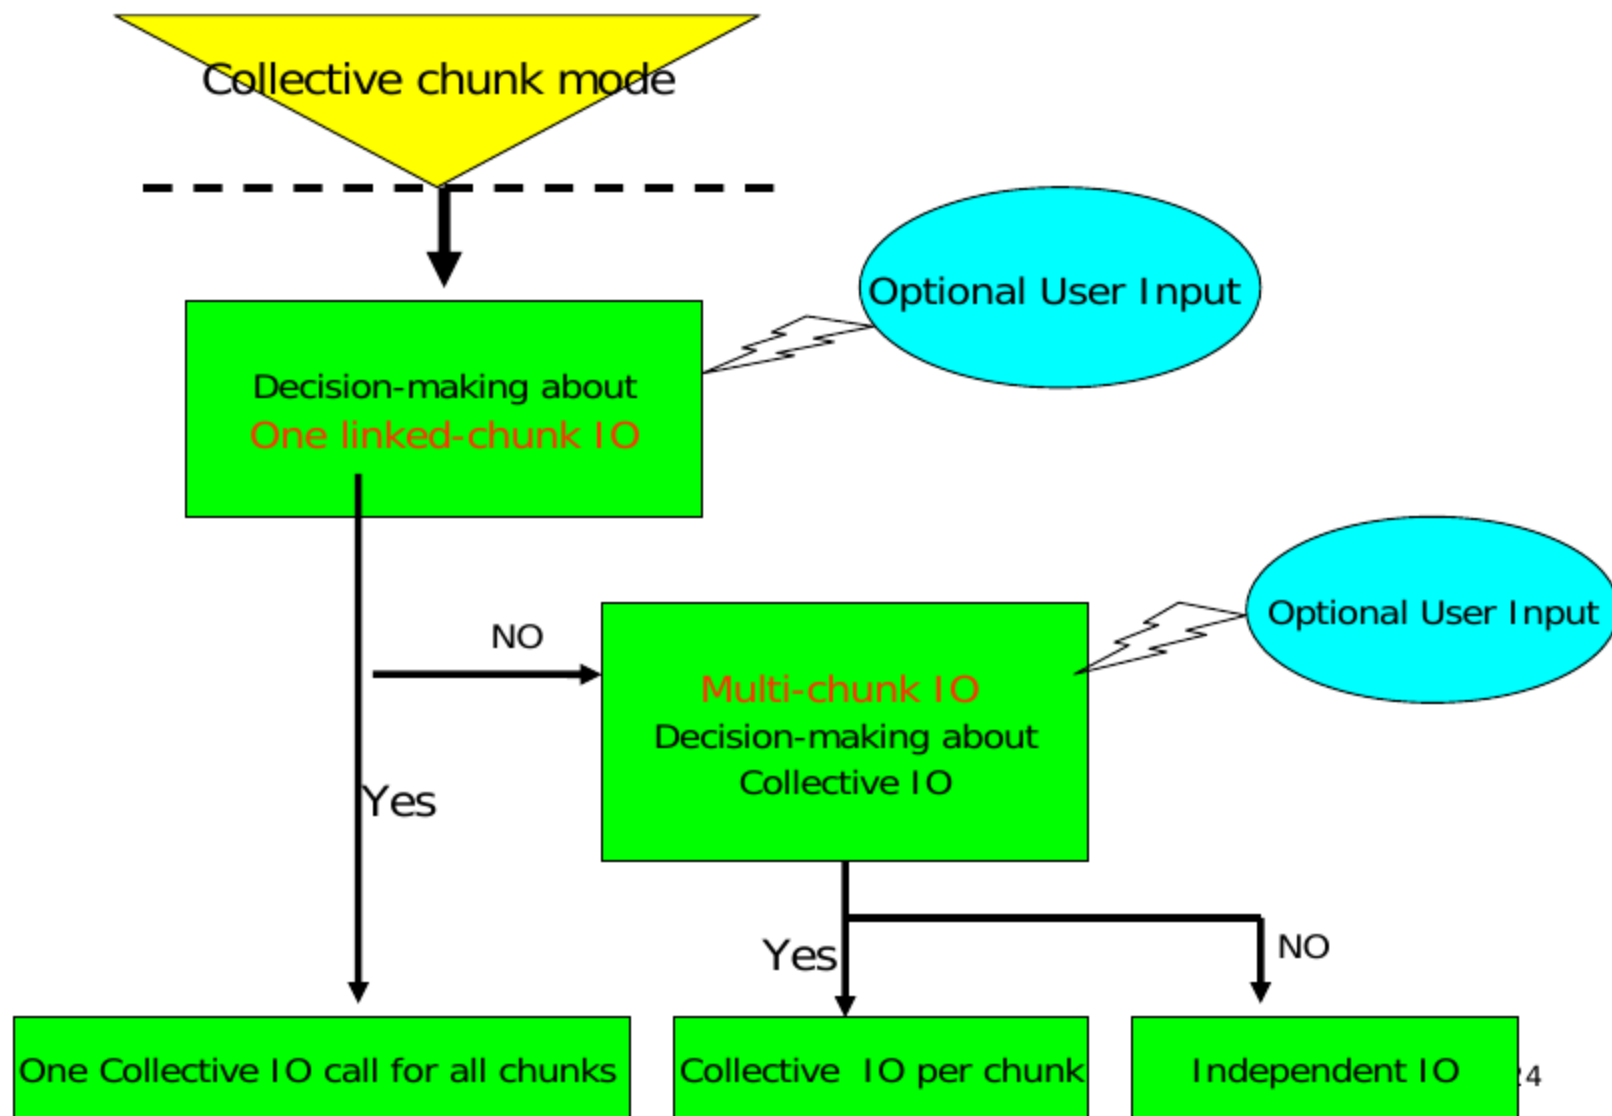 Collective chunk mode
Optional User Input
Decision-making about
One linked-chunk IO
NO
Optional User Input
Multi-chunk IO
Decision-making about
Collective IO
Yes
Yes
NO
One Collective IO call for all chunks
Collective IO per chunk
Independent IO
24